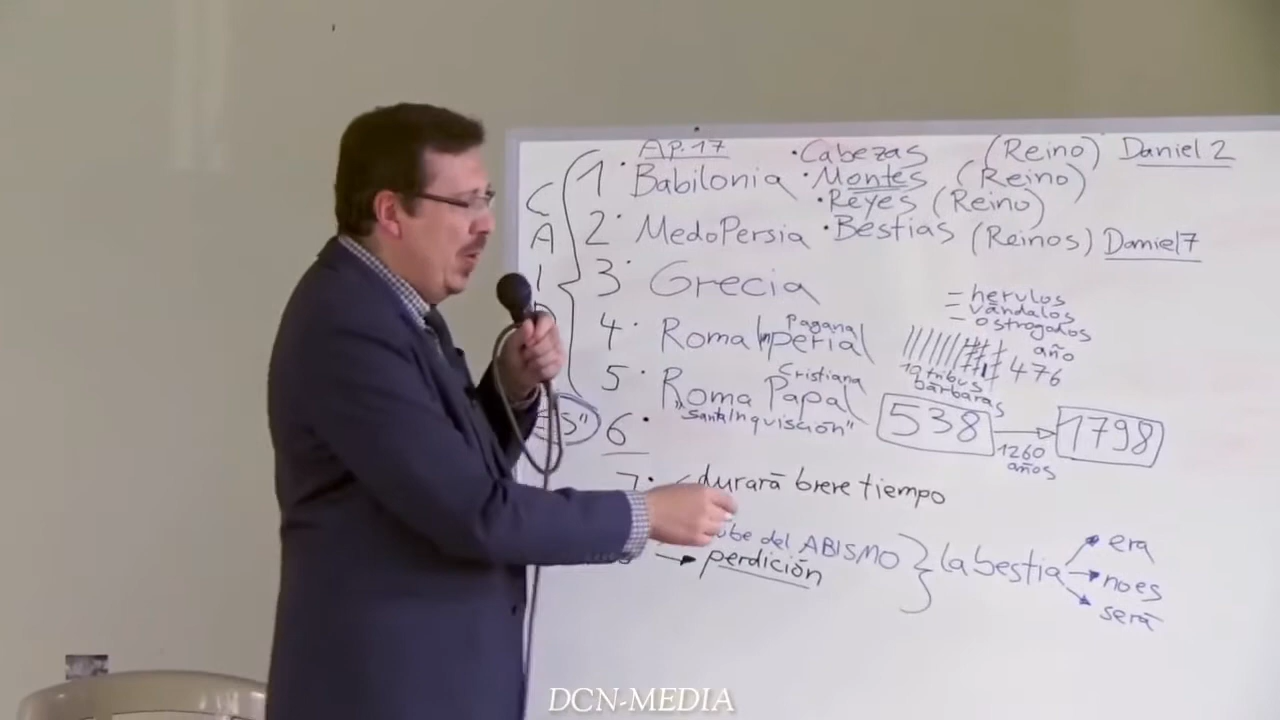 Ap. 17
·Cabezas (Reino) Daniel 2
1· Babilonia ·Montes (Reino)
·Reyes (Reino)
2· MedoPersia ·Bestias (Reinos) Daniel 7
3· Grecia
= herulos
- vándalos
- ostrogodos
4· Roma Imperial Pagana
10 tribus bárbaras
año 476
5· Roma Papal Cristiana
"Santa Inquisición"
538 → 1798
1260 años
6·
7· durará breve tiempo
del ABISMO
→ perdición
} la bestia
era
no es
será
DCN-MEDIA